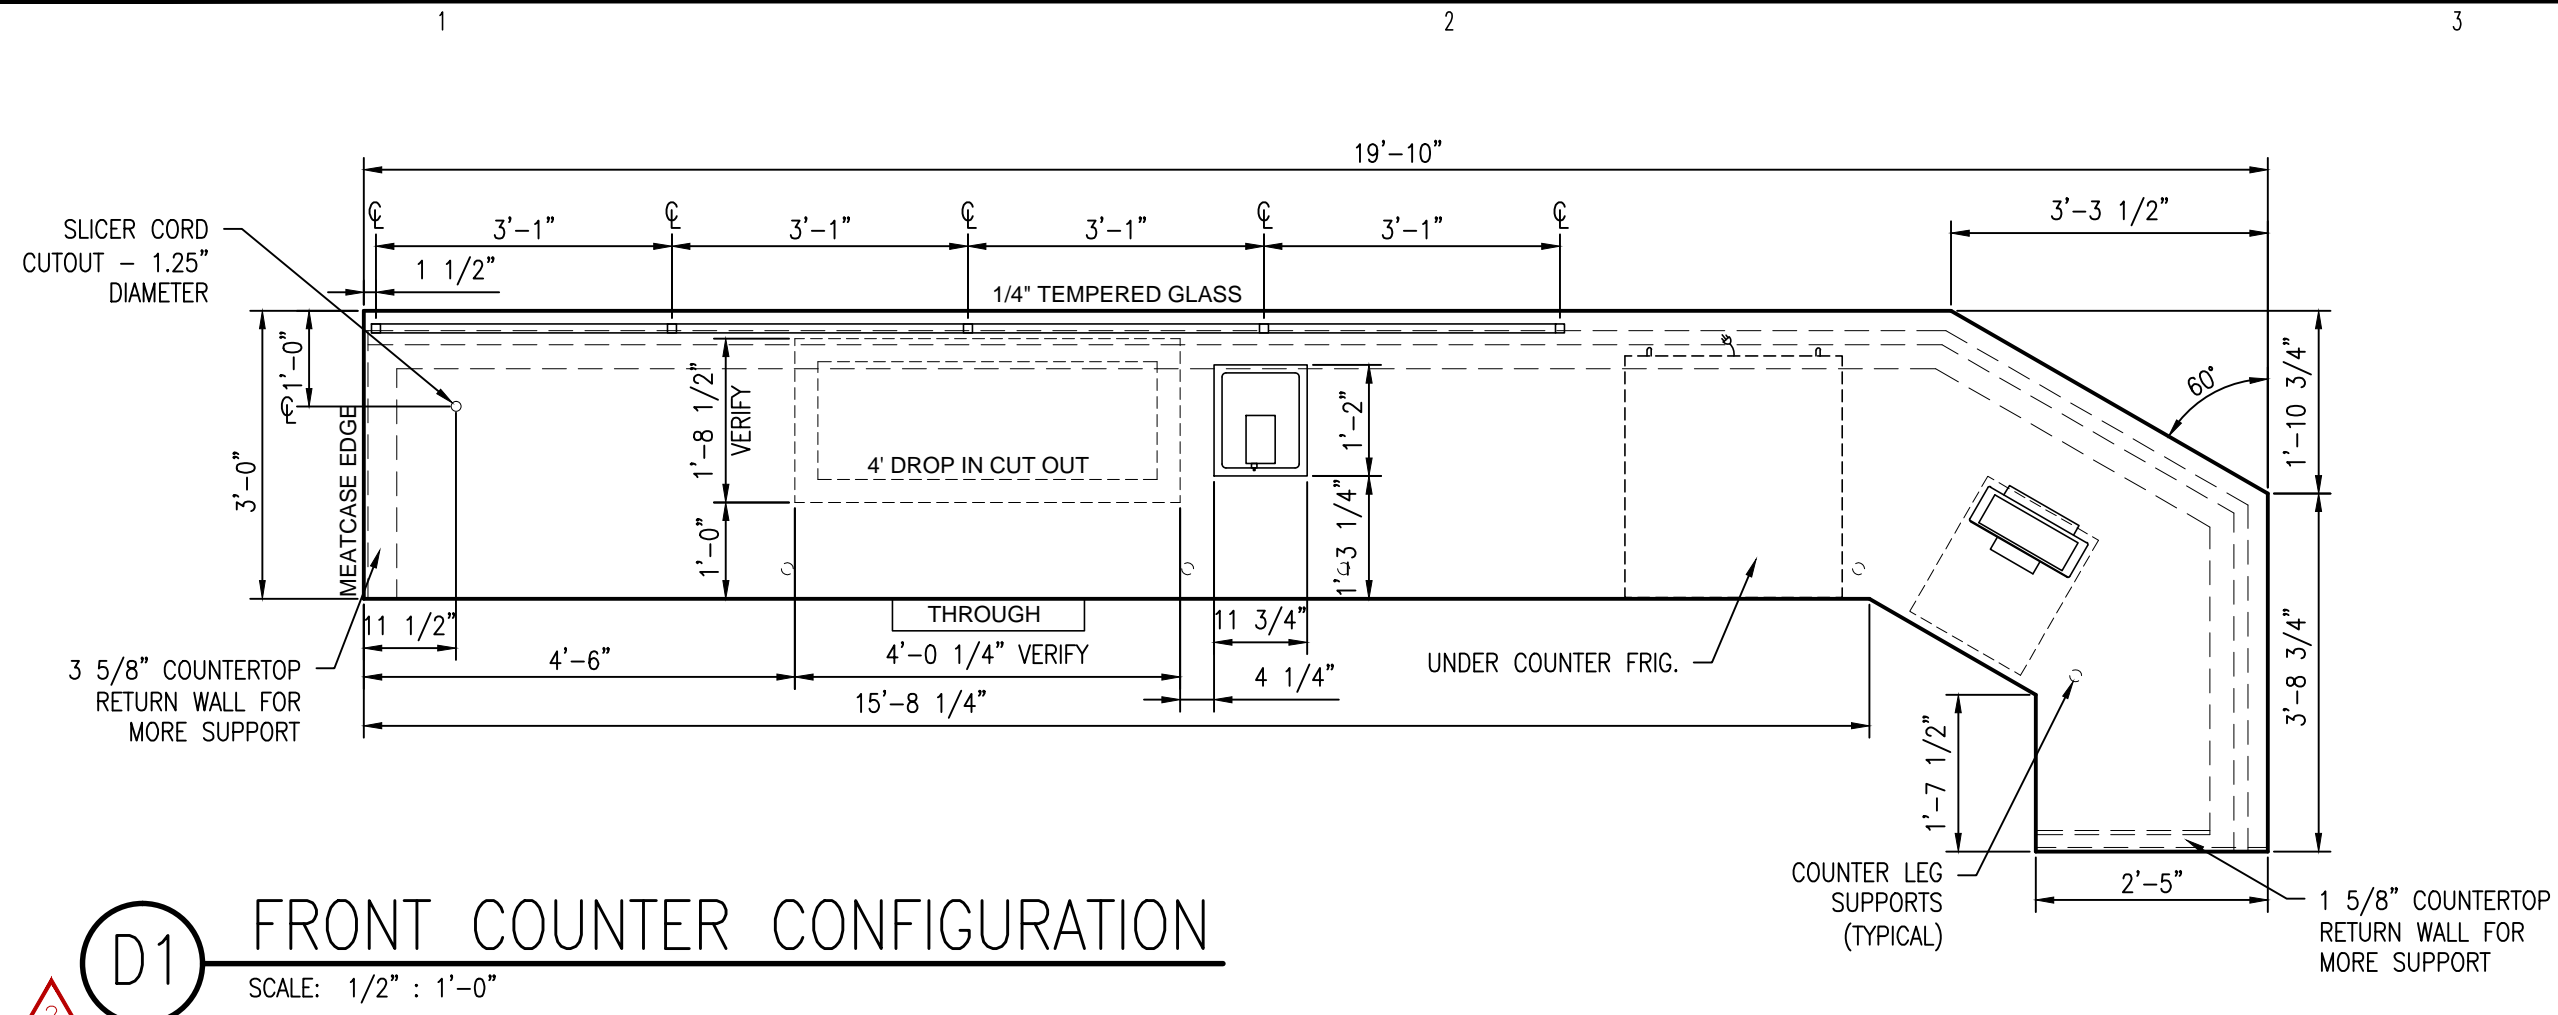 1
2
3
19'-10"
3'-3 1/2"
SLICER CORD
CUTOUT - 1.25"
DIAMETER
3'-1"
3'-1"
3'-1"
3'-1"
1 1/2"
1/4" TEMPERED GLASS
1'-0"
3'-0"
MEATCASE EDGE
1'-8 1/2"
VERIFY
4' DROP IN CUT OUT
1'-0"
1'-2"
1'-3 1/4"
60°
1'-10 3/4"
3'-8 3/4"
THROUGH
11 1/2"
11 3/4"
4'-6"
4'-0 1/4" VERIFY
4 1/4"
UNDER COUNTER FRIG.
15'-8 1/4"
3 5/8" COUNTERTOP
RETURN WALL FOR
MORE SUPPORT
1'-7 1/2"
COUNTER LEG
SUPPORTS
(TYPICAL)
2'-5"
1 5/8" COUNTERTOP
RETURN WALL FOR
MORE SUPPORT
D1
FRONT COUNTER CONFIGURATION
SCALE: 1/2" : 1'-0"